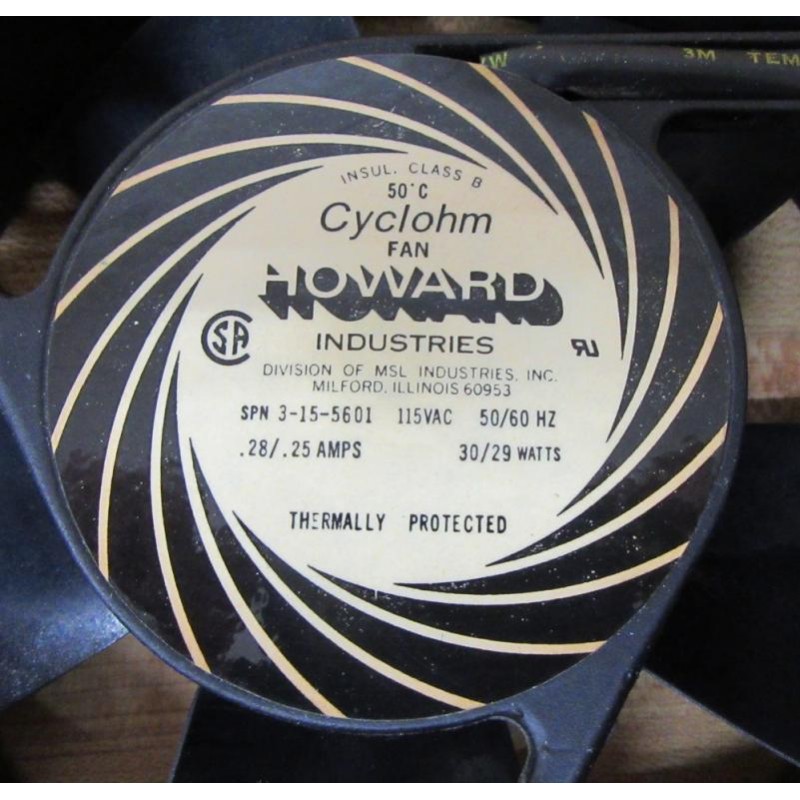 W 3M TEM
INSUL. CLASS B
50°C
Cyclohm
FAN
HOWARD
INDUSTRIES
DIVISION OF MSL INDUSTRIES, INC.
MILFORD, ILLINOIS 60953
SPN 3-15-5601 115VAC 50/60 HZ
.28/.25 AMPS 30/29 WATTS
THERMALLY PROTECTED